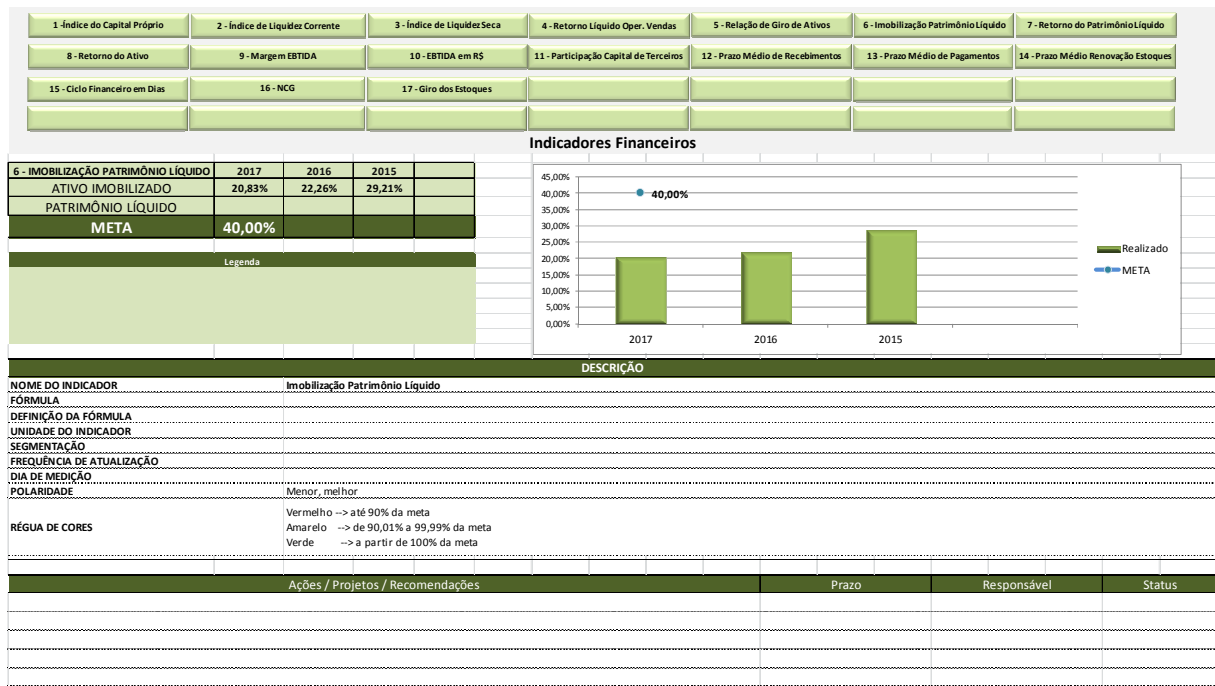 1 -Índice do Capital Próprio
2 - Índice de Liquidez Corrente
3 - Índice de Liquidez Seca
4 - Retorno Líquido Oper. Vendas
5 - Relação de Giro de Ativos
6 - Imobilização Patrimônio Líquido
7 - Retorno do Patrimônio Líquido
8 - Retorno do Ativo
9 - Margem EBTIDA
10 - EBTIDA em R$
11 - Participação Capital de Terceiros
12 - Prazo Médio de Recebimentos
13 - Prazo Médio de Pagamentos
14 - Prazo Médio Renovação Estoques
15 - Ciclo Financeiro em Dias
16 - NCG
17 - Giro dos Estoques
Indicadores Financeiros
6 - IMOBILIZAÇÃO PATRIMÔNIO LÍQUIDO 2017 2016 2015
ATIVO IMOBILIZADO 20,83% 22,26% 29,21%
PATRIMÔNIO LÍQUIDO
META 40,00%
Legenda
45,00%
40,00%
35,00%
30,00%
25,00%
20,00%
15,00%
10,00%
5,00%
0,00%
40,00%
2017 2016 2015
Realizado
META
DESCRIÇÃO
NOME DO INDICADOR Imobilização Patrimônio Líquido
FÓRMULA
DEFINIÇÃO DA FÓRMULA
UNIDADE DO INDICADOR
SEGMENTAÇÃO
FREQUÊNCIA DE ATUALIZAÇÃO
DIA DE MEDIÇÃO
POLARIDADE Menor, melhor
RÉGUA DE CORES
Vermelho --> até 90% da meta
Amarelo --> de 90,01% a 99,99% da meta
Verde --> a partir de 100% da meta
Ações / Projetos / Recomendações Prazo Responsável Status